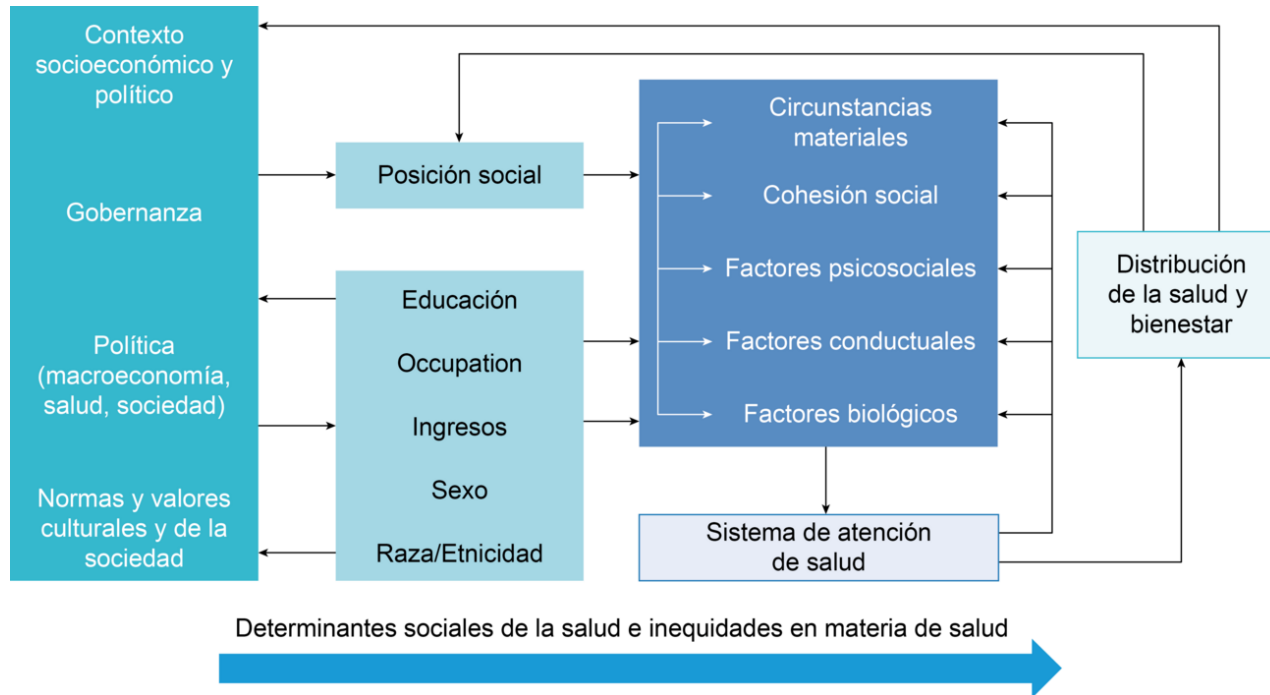 Contexto
socioeconómico y
político
Gobernanza
Política
(macroeconomía,
salud, sociedad)
Normas y valores
culturales y de la
sociedad
Posición social
Educación
Occupation
Ingresos
Sexo
Raza/Etnicidad
Circunstancias
materiales
Cohesión social
Factores psicosociales
Factores conductuales
Factores biológicos
Sistema de atención
de salud
Distribución
de la salud y
bienestar
Determinantes sociales de la salud e inequidades en materia de salud